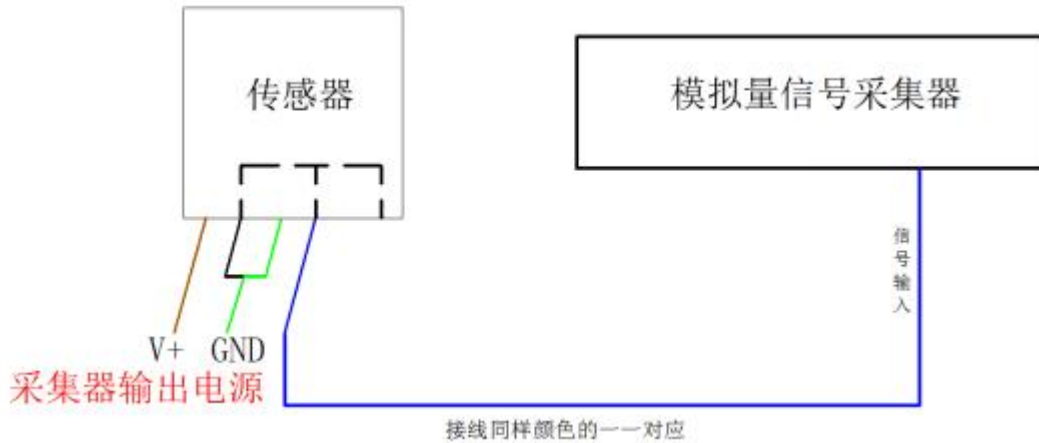 传感器
模拟量信号采集器
信号输入
V+ GND
采集器输出电源
接线同样颜色的一一对应